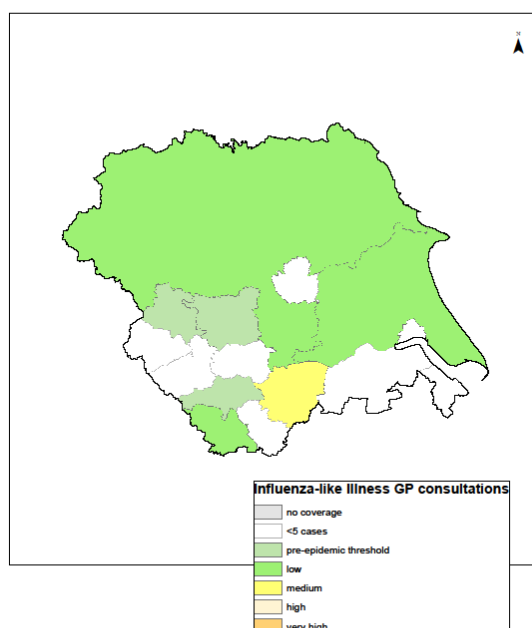 N
Influenza-like Illness GP consultations
no coverage
<5 cases
pre-epidemic threshold
low
medium
high
very high